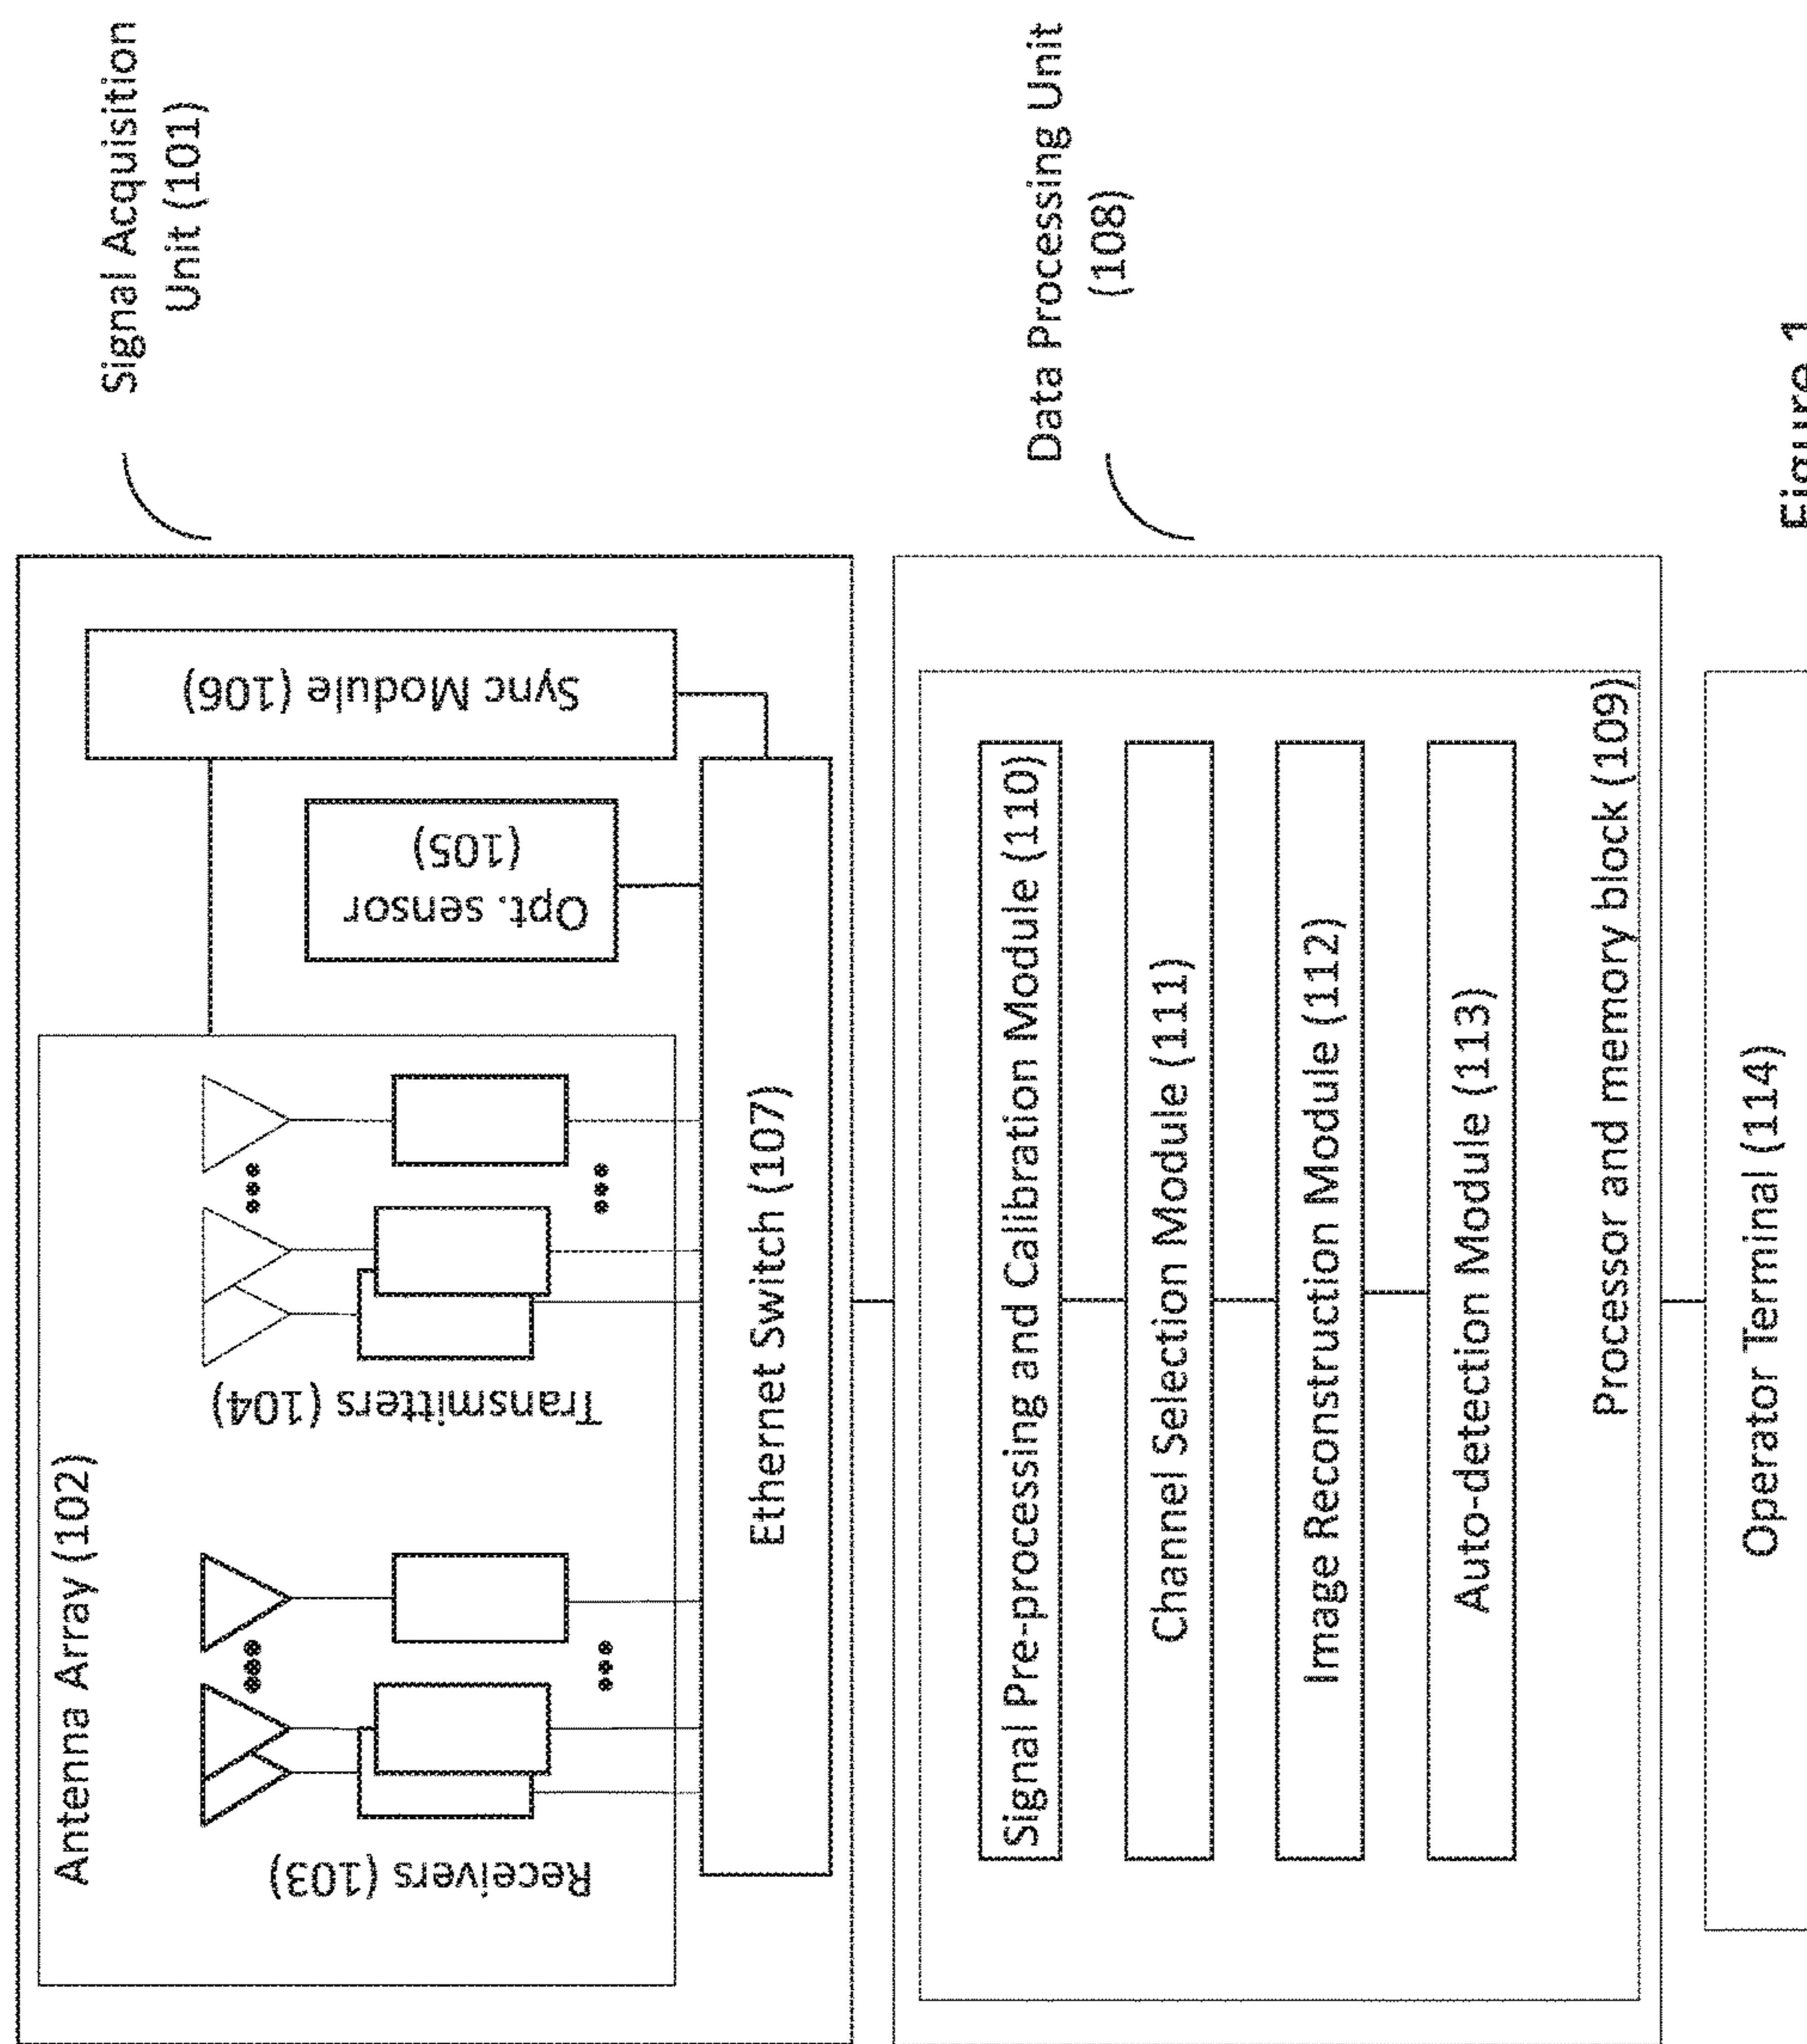 Signal Acquisition
Unit (101)
Antenna Array (102)
Receivers (103)
Transmitters (104)
Opt. sensor
(105)
Sync Module (106)
Ethernet Switch (107)
Data Processing Unit
(108)
Signal Pre-processing and Calibration Module (110)
Channel Selection Module (111)
Image Reconstruction Module (112)
Auto-detection Module (113)
Processor and memory block (109)
Operator Terminal (114)
Figure 1